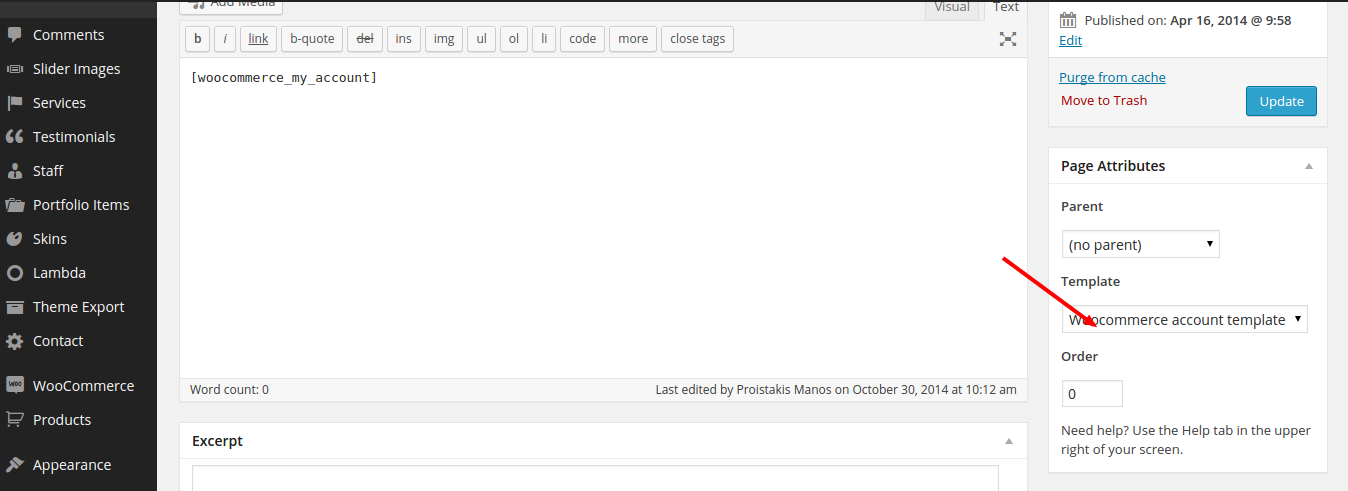 Comments
Slider Images
Services
Testimonials
Staff
Portfolio Items
Skins
Lambda
Theme Export
Contact
WooCommerce
Products
Appearance
Add Media
Visual
Text
b
i
link
b-quote
del
ins
img
ul
ol
li
code
more
close tags
[woocommerce_my_account]
Word count: 0
Last edited by Proistakis Manos on October 30, 2014 at 10:12 am
Excerpt
Published on: Apr 16, 2014 @ 9:58
Edit
Purge from cache
Move to Trash
Update
Page Attributes
Parent
(no parent)
Template
Woocommerce account template
Order
0
Need help? Use the Help tab in the upper
right of your screen.